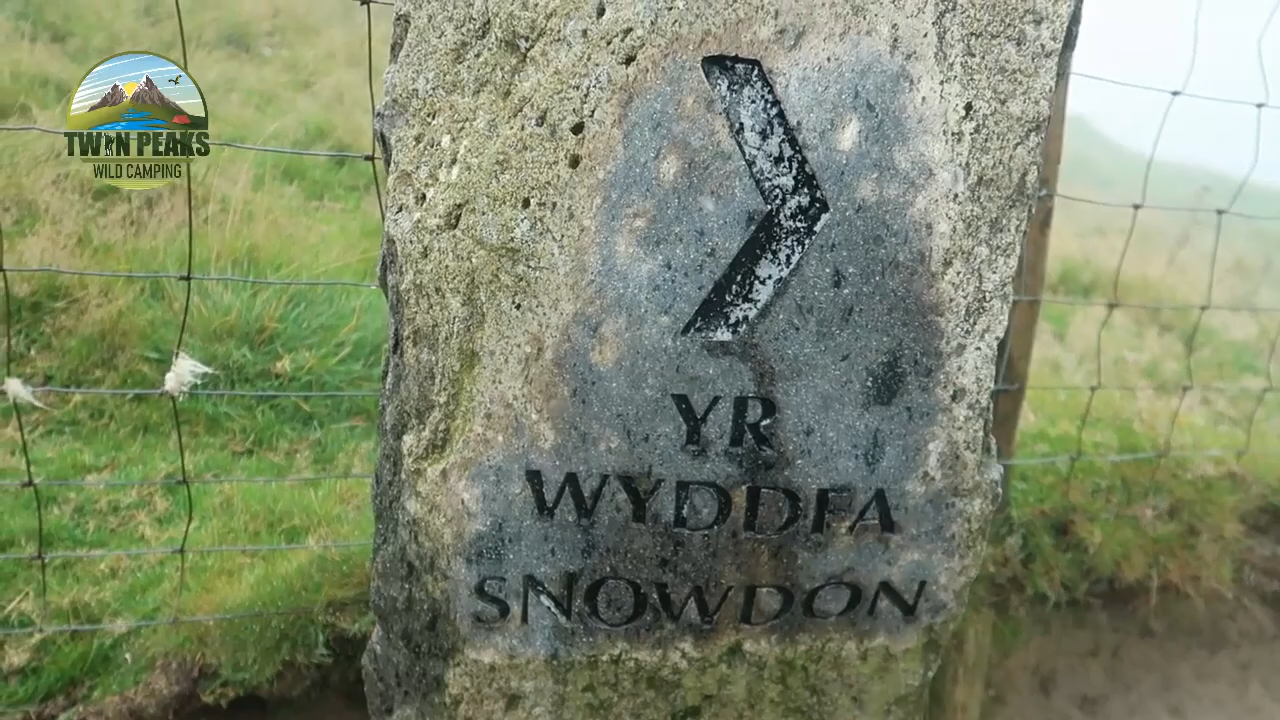 TWIN PEAKS
WILD CAMPING
YR
WYDDFA
SNOWDON